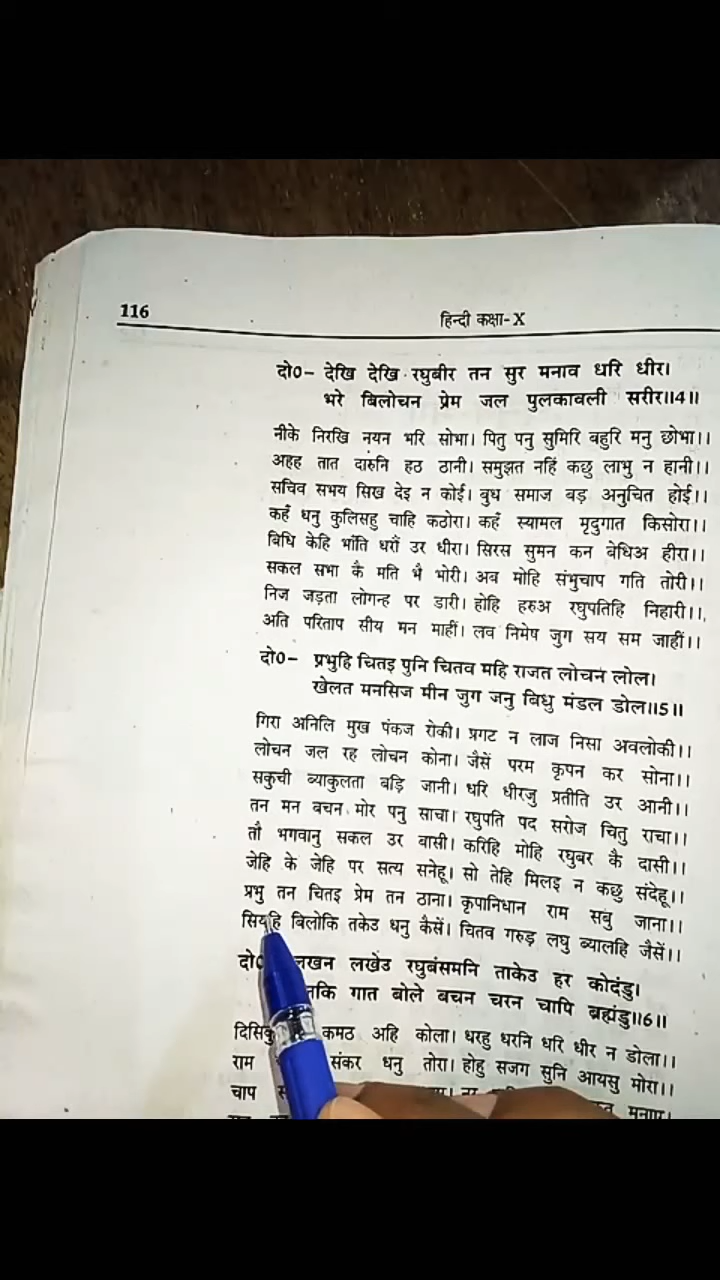 116
हिन्दी कक्षा-X
दो0- देखि देखि रघुबीर तन सुर मनाव धरि धीर।
भरे बिलोचन प्रेम जल पुलकावली सरीर॥4॥
नीके निरखि नयन भरि सोभा। पितु पनु सुमिरि बहुरि मनु छोभा।।
अहह तात दारुनि हठ ठानी। समुझत नहिं कछु लाभु न हानी।।
सचिव सभय सिख देइ न कोई। बुध समाज बड़ अनुचित होई।।
कहँ धनु कुलिसहु चाहि कठोरा। कहँ स्यामल मृदुगात किसोरा।।
बिधि केहि भाँति धरौं उर धीरा। सिरस सुमन कन बेधिअ हीरा।।
सकल सभा कै मति भै भोरी। अब मोहि संभुचाप गति तोरी।।
निज जड़ता लोगन्ह पर डारी। होहि हरुअ रघुपतिहि निहारी।।
अति परिताप सीय मन माहीं। लव निमेष जुग सय सम जाहीं।।
दो0- प्रभुहि चितइ पुनि चितव महि राजत लोचन लोल।
खेलत मनसिज मीन जुग जनु बिधु मंडल डोल॥5॥
गिरा अनिलि मुख पंकज रोकी। प्रगट न लाज निसा अवलोकी।।
लोचन जल रह लोचन कोना। जैसें परम कृपन कर सोना।।
सकुची ब्याकुलता बड़ि जानी। धरि धीरजु प्रतीति उर आनी।।
तन मन बचन मोर पनु साचा। रघुपति पद सरोज चितु राचा।।
तौ भगवानु सकल उर बासी। करिहि मोहि रघुबर कै दासी।।
जेहि के जेहि पर सत्य सनेहू। सो तेहि मिलइ न कछु संदेहू।।
प्रभु तन चितइ प्रेम तन ठाना। कृपानिधान राम सबु जाना।।
सियहि बिलोकि तकेउ धनु कैसें। चितव गरुड़ लघु ब्यालहि जैसें।।
दो0 लखन लखेउ रघुबंसमनि ताकेउ हर कोदंडु।
गात बोले बचन चरन चापि ब्रह्मंडु॥6॥
कमठ अहि कोला। धरहु धरनि धरि धीर न डोला।।
राम संकर धनु तोरा। होहु सजग सुनि आयसु मोरा।।
चाप मनाए।